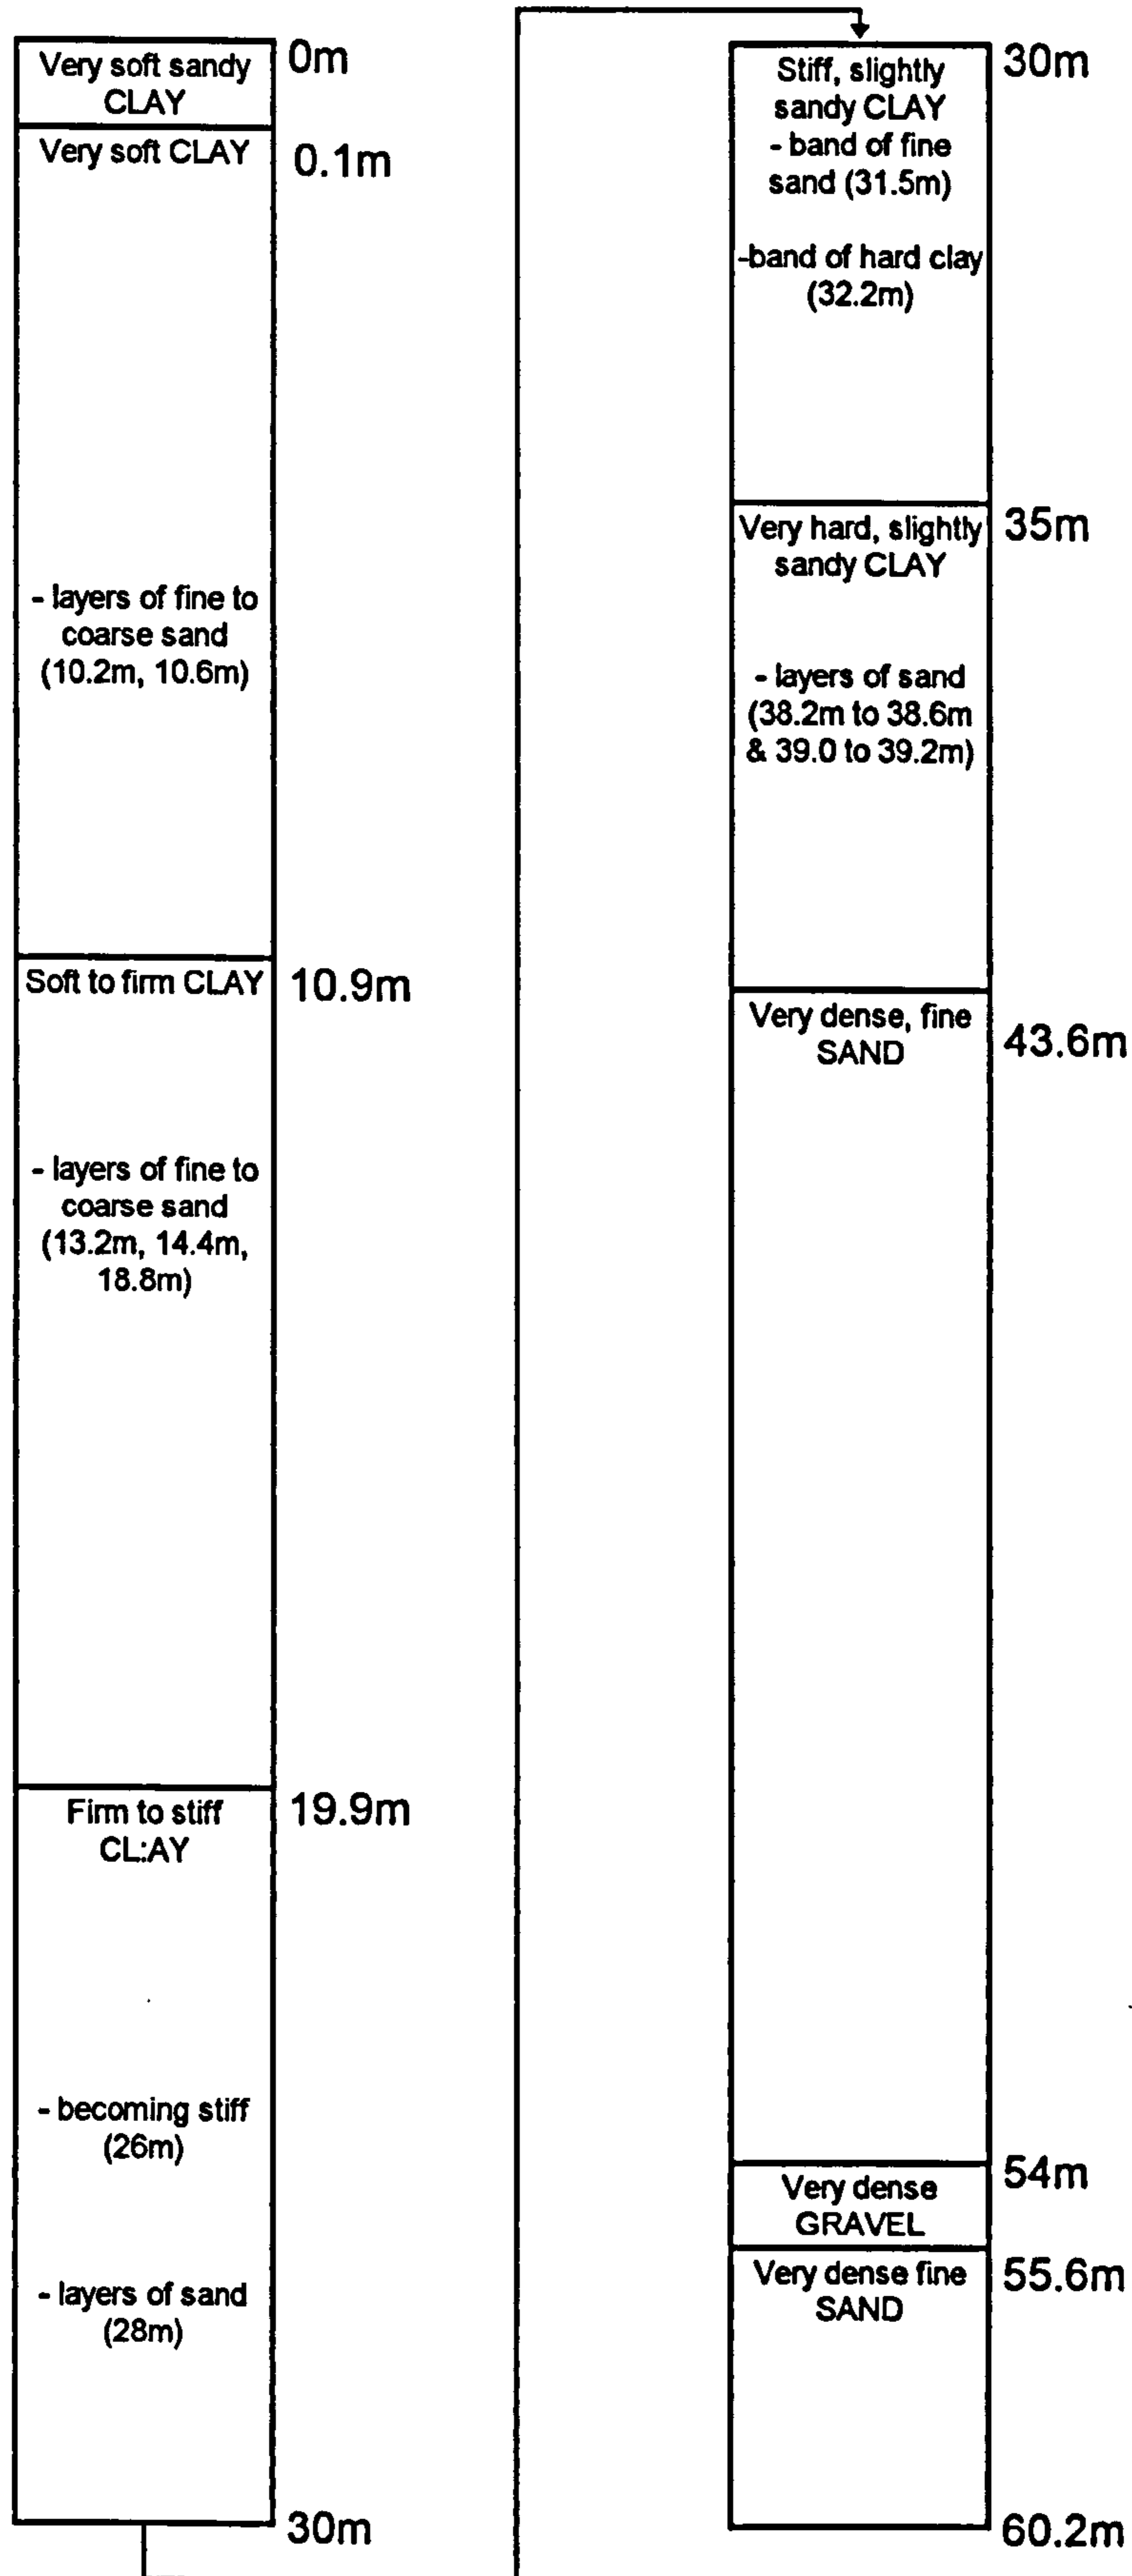 0m
Very soft sandy
CLAY
0.1m
Very soft CLAY
- layers of fine to
coarse sand
(10.2m, 10.6m)
10.9m
Soft to firm CLAY
- layers of fine to
coarse sand
(13.2m, 14.4m,
18.8m)
19.9m
Firm to stiff
CL:AY
- becoming stiff
(26m)
- layers of sand
(28m)
30m
30m
Stiff, slightly
sandy CLAY
- band of fine
sand (31.5m)
-band of hard clay
(32.2m)
35m
Very hard, slightly
sandy CLAY
- layers of sand
(38.2m to 38.6m
& 39.0 to 39.2m)
43.6m
Very dense, fine
SAND
54m
Very dense
GRAVEL
55.6m
Very dense fine
SAND
60.2m